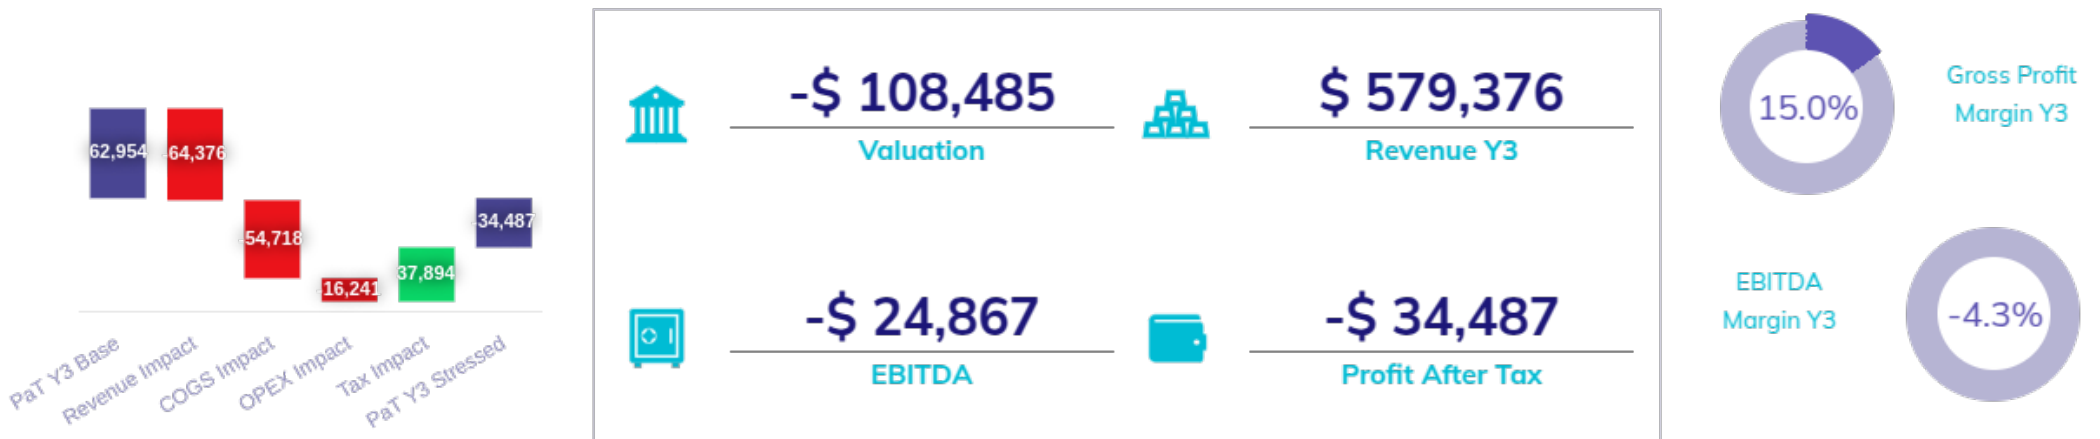 62,954
-64,376
-54,718
-16,241
37,894
-34,487
PaT Y3 Base
Revenue Impact
COGS Impact
OPEX Impact
Tax Impact
PaT Y3 Stressed
-$ 108,485
Valuation
$ 579,376
Revenue Y3
-$ 24,867
EBITDA
-$ 34,487
Profit After Tax
15.0%
Gross Profit
Margin Y3
EBITDA
Margin Y3
-4.3%